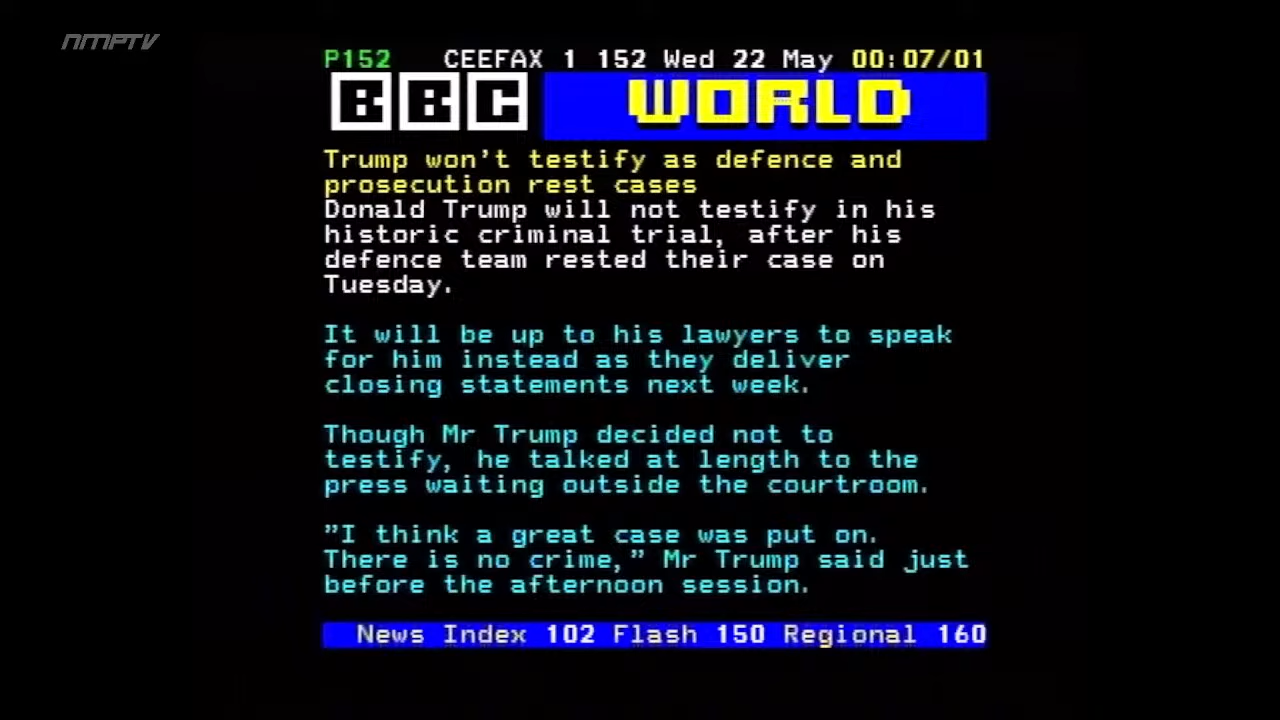 NMPTV
P152 CEEFAX 1 152 Wed 22 May 00:07/01
BBC WORLD
Trump won't testify as defence and
prosecution rest cases
Donald Trump will not testify in his
historic criminal trial, after his
defence team rested their case on
Tuesday.
It will be up to his lawyers to speak
for him instead as they deliver
closing statements next week.
Though Mr Trump decided not to
testify, he talked at length to the
press waiting outside the courtroom.
"I think a great case was put on.
There is no crime," Mr Trump said just
before the afternoon session.
News Index 102 Flash 150 Regional 160